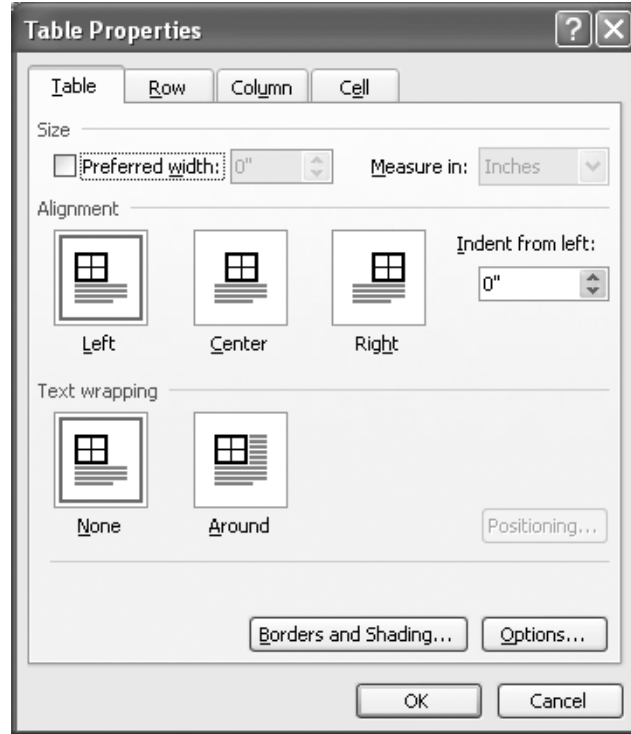 Table Properties
Table Row Column Cell
Size
Preferred width: 0" Measure in: Inches
Alignment
Indent from left:
0"
Left Center Right
Text wrapping
None Around Positioning...
Borders and Shading... Options...
OK Cancel